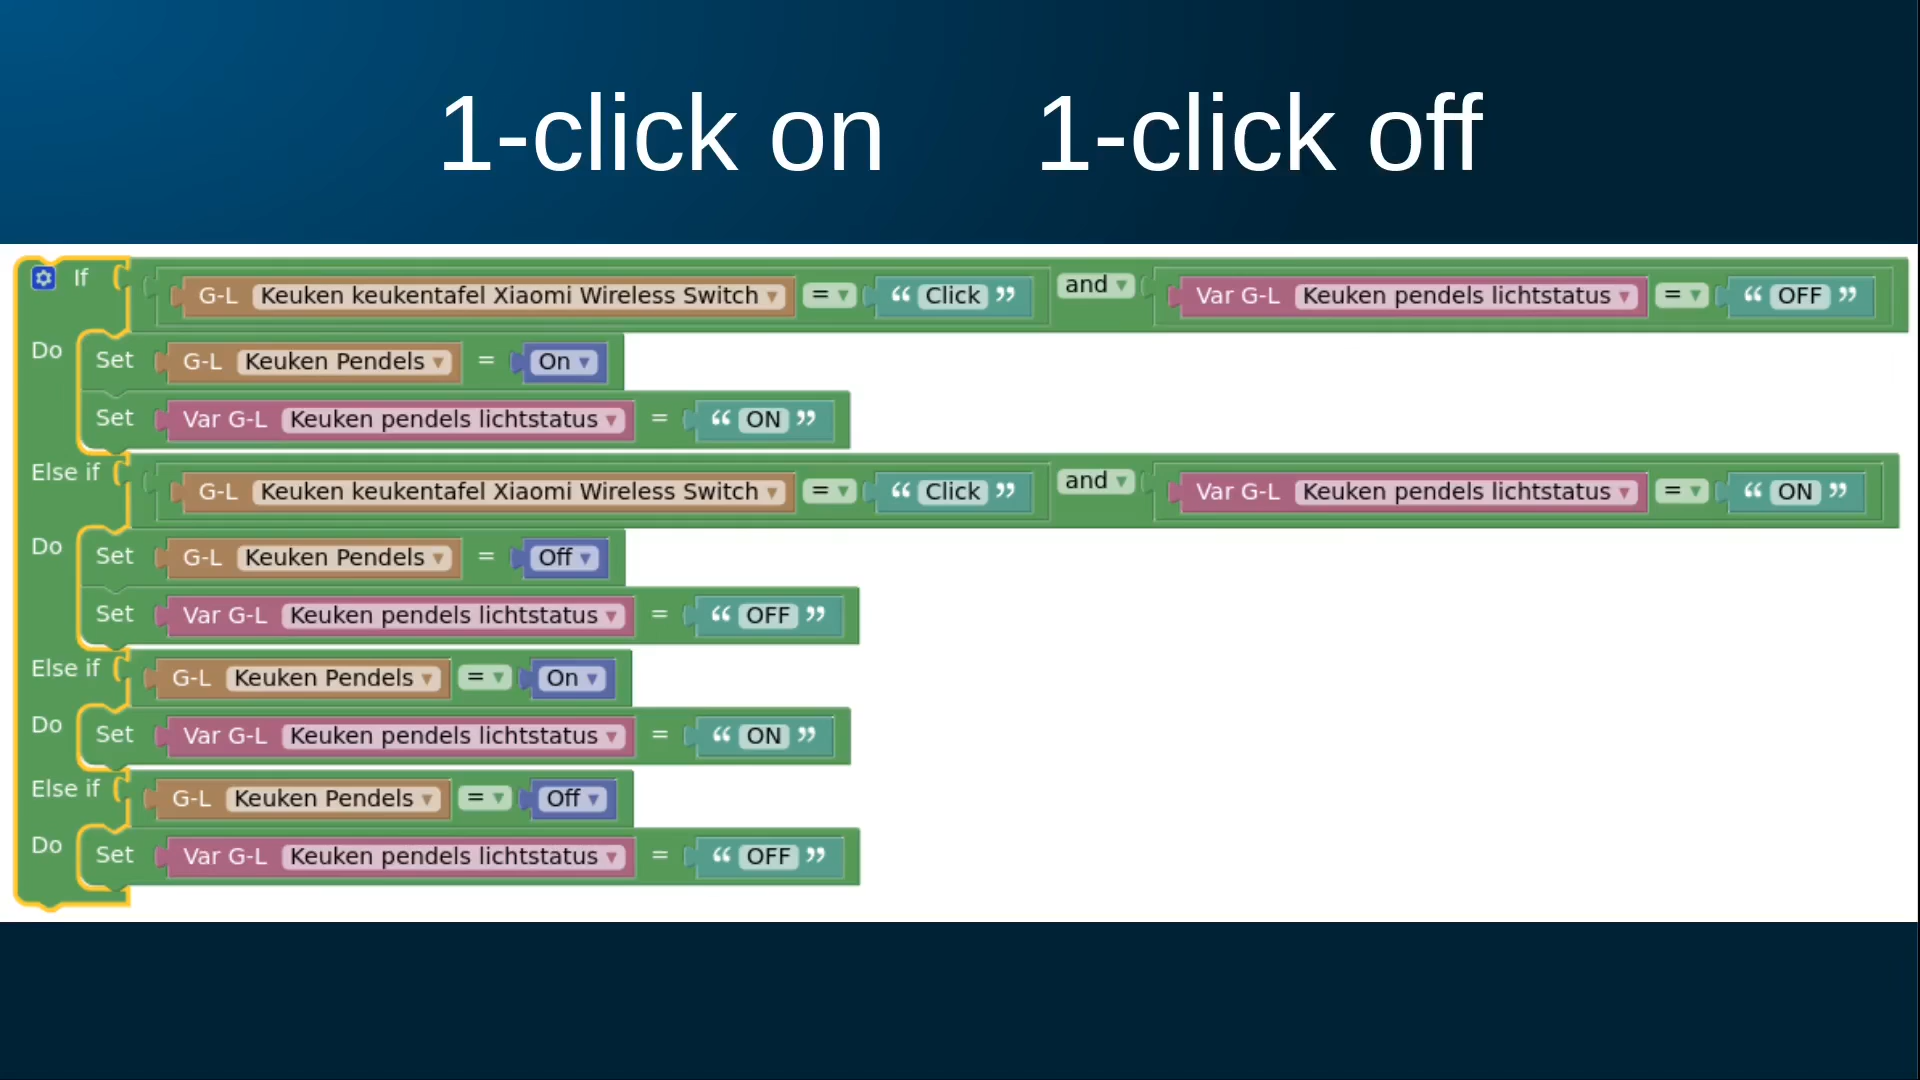 1-click on 1-click off
If G-L Keuken keukentafel Xiaomi Wireless Switch ▾ = ▾ “ Click ” and ▾ Var G-L Keuken pendels lichtstatus ▾ = ▾ “ OFF ”
Do Set G-L Keuken Pendels ▾ = On ▾
Set Var G-L Keuken pendels lichtstatus ▾ = “ ON ”
Else if G-L Keuken keukentafel Xiaomi Wireless Switch ▾ = ▾ “ Click ” and ▾ Var G-L Keuken pendels lichtstatus ▾ = ▾ “ ON ”
Do Set G-L Keuken Pendels ▾ = Off ▾
Set Var G-L Keuken pendels lichtstatus ▾ = “ OFF ”
Else if G-L Keuken Pendels ▾ = ▾ On ▾
Do Set Var G-L Keuken pendels lichtstatus ▾ = “ ON ”
Else if G-L Keuken Pendels ▾ = ▾ Off ▾
Do Set Var G-L Keuken pendels lichtstatus ▾ = “ OFF ”